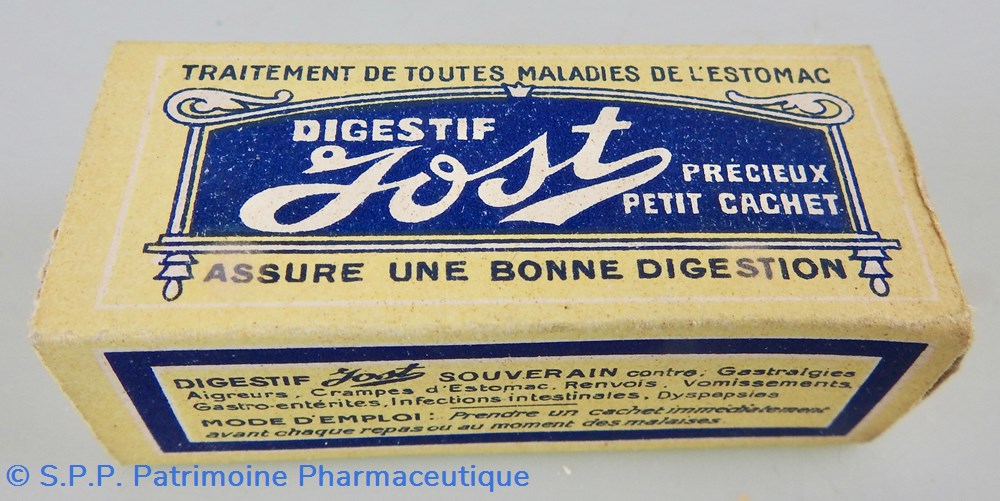 TRAITEMENT DE TOUTES MALADIES DE L'ESTOMAC
DIGESTIF
Jost
PRÉCIEUX
PETIT CACHET
ASSURE UNE BONNE DIGESTION
DIGESTIF Jost SOUVERAIN contre, Gastralgies
Aigreurs, Crampes d'Estomac, Renvois, Vomissements,
Gastro-entérites, Infections intestinales, Dyspepsies
MODE D'EMPLOI : Prendre un cachet immédiatement
avant chaque repas ou au moment des malaises.
© S.P.P. Patrimoine Pharmaceutique